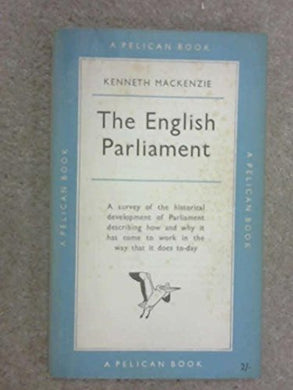 A PELICAN BOOK
KENNETH MACKENZIE
The English
Parliament
A survey of the historical
development of Parliament
describing how and why it
has come to work in the
way that it does to-day
A PELICAN BOOK
A PELICAN BOOK
A PELICAN BOOK
2/-